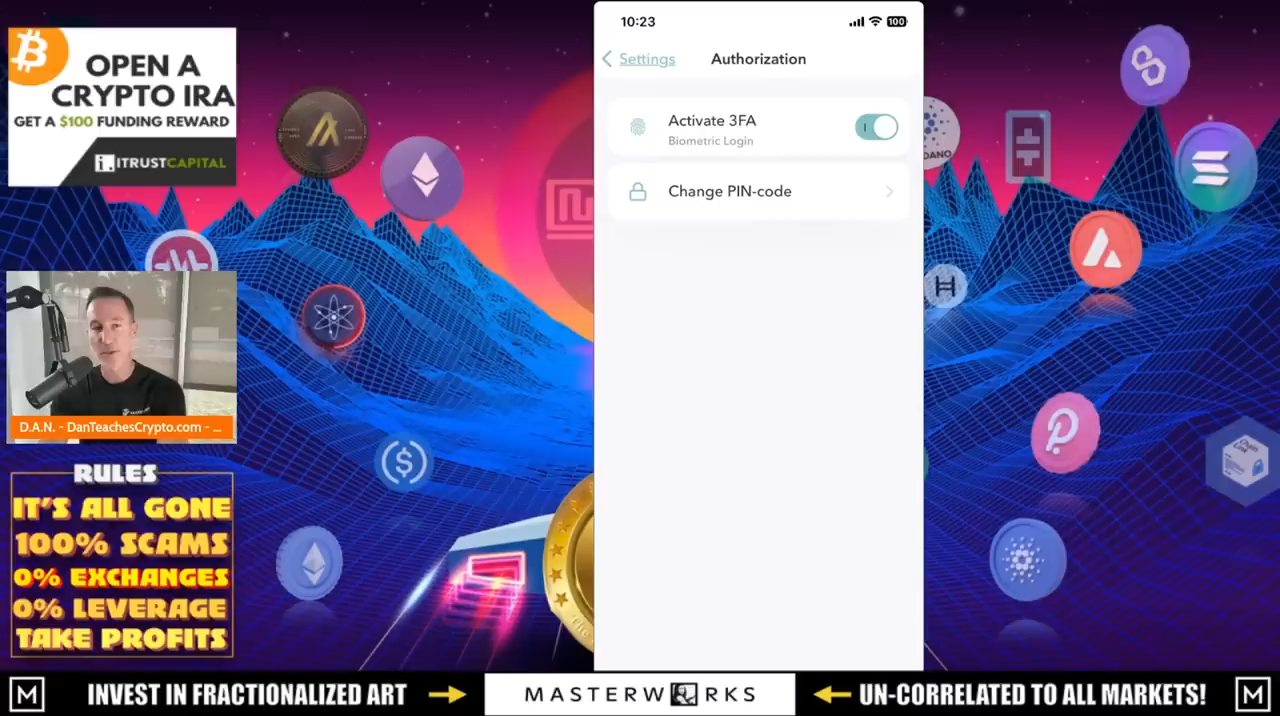 OPEN A
CRYPTO IRA
GET A $100 FUNDING REWARD
i. ITRUSTCAPITAL
D.A.N. - DanTeachesCrypto.com - ...
RULES
IT'S ALL GONE
100% SCAMS
0% EXCHANGES
0% LEVERAGE
TAKE PROFITS
10:23
100
Settings
Authorization
Activate 3FA
Biometric Login
Change PIN-code
DANO
M
INVEST IN FRACTIONALIZED ART
MASTERWORKS
UN-CORRELATED TO ALL MARKETS!
M